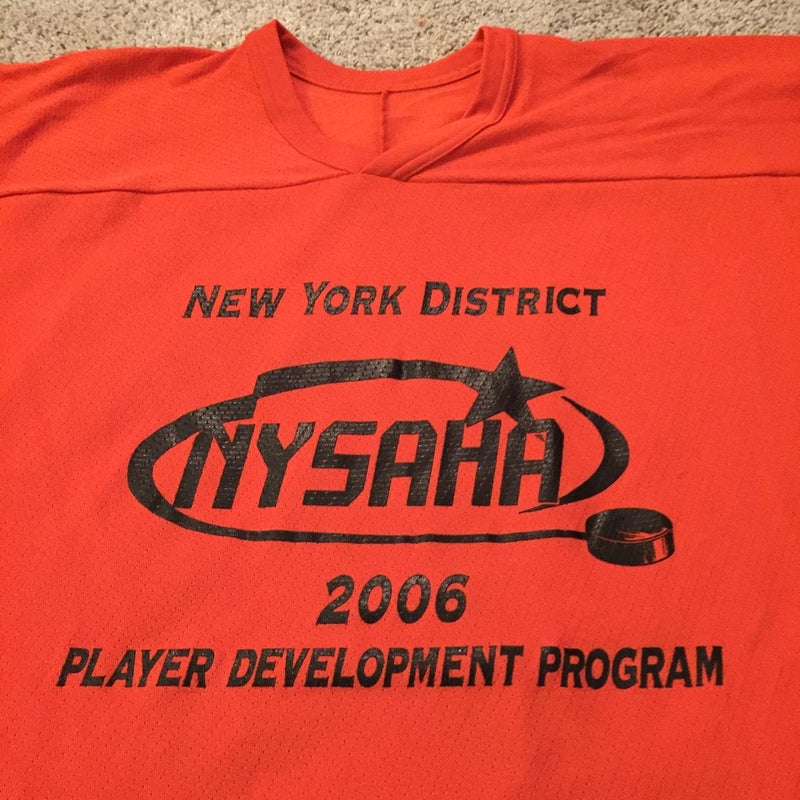 NEW YORK DISTRICT
NYSAHA
2006
PLAYER DEVELOPMENT PROGRAM